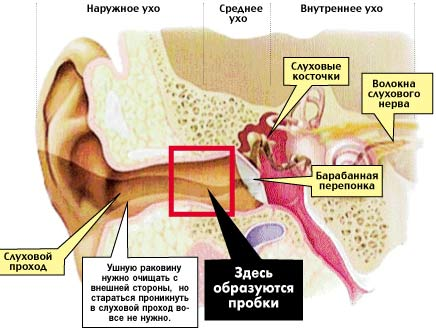 Наружное ухо
Среднее
ухо
Внутреннее ухо
Слуховые
косточки
Волокна
слухового
нерва
Барабанная
перепонка
Слуховой
проход
Ушную раковину
нужно очищать с
внешней стороны, но
стараться проникнуть
в слуховой проход во-
все не нужно.
Здесь
образуются
пробки